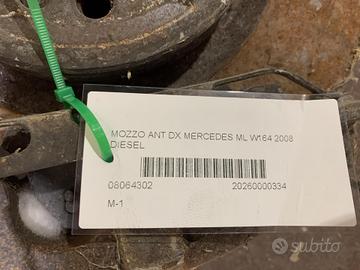 MOZZO ANT DX MERCEDES ML W164 2008
DIESEL
08064302 20260000334
M-1
subito